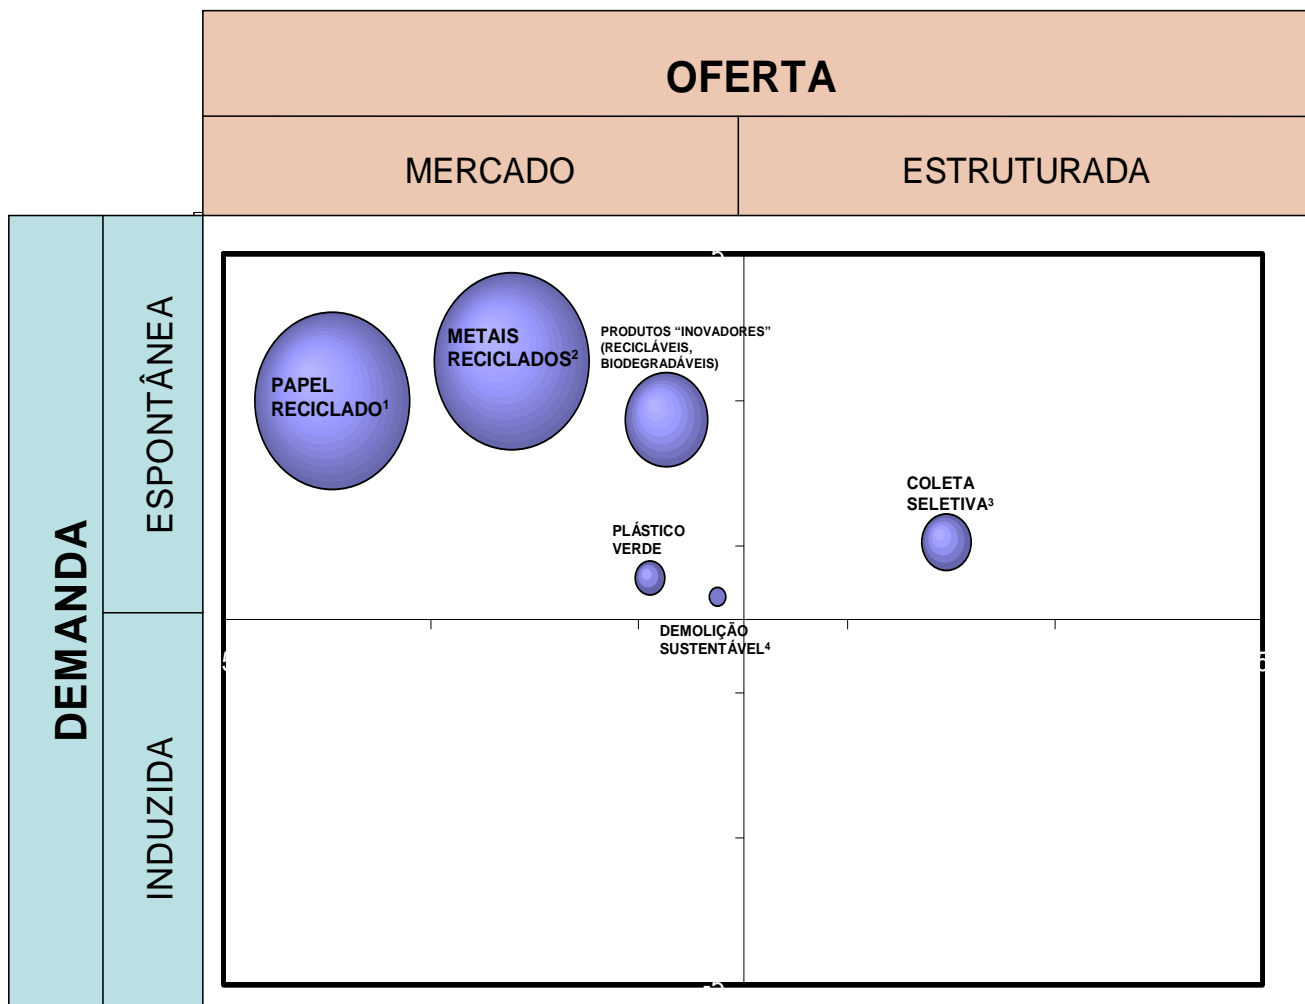 OFERTA
MERCADO
ESTRUTURADA
DEMANDA
ESPONTÂNEA
INDUZIDA
PAPEL
RECICLADO¹
METAIS
RECICLADOS²
PRODUTOS “INOVADORES”
(RECICLÁVEIS,
BIODEGRADÁVEIS)
COLETA
SELETIVA³
PLÁSTICO
VERDE
DEMOLIÇÃO
SUSTENTÁVEL⁴